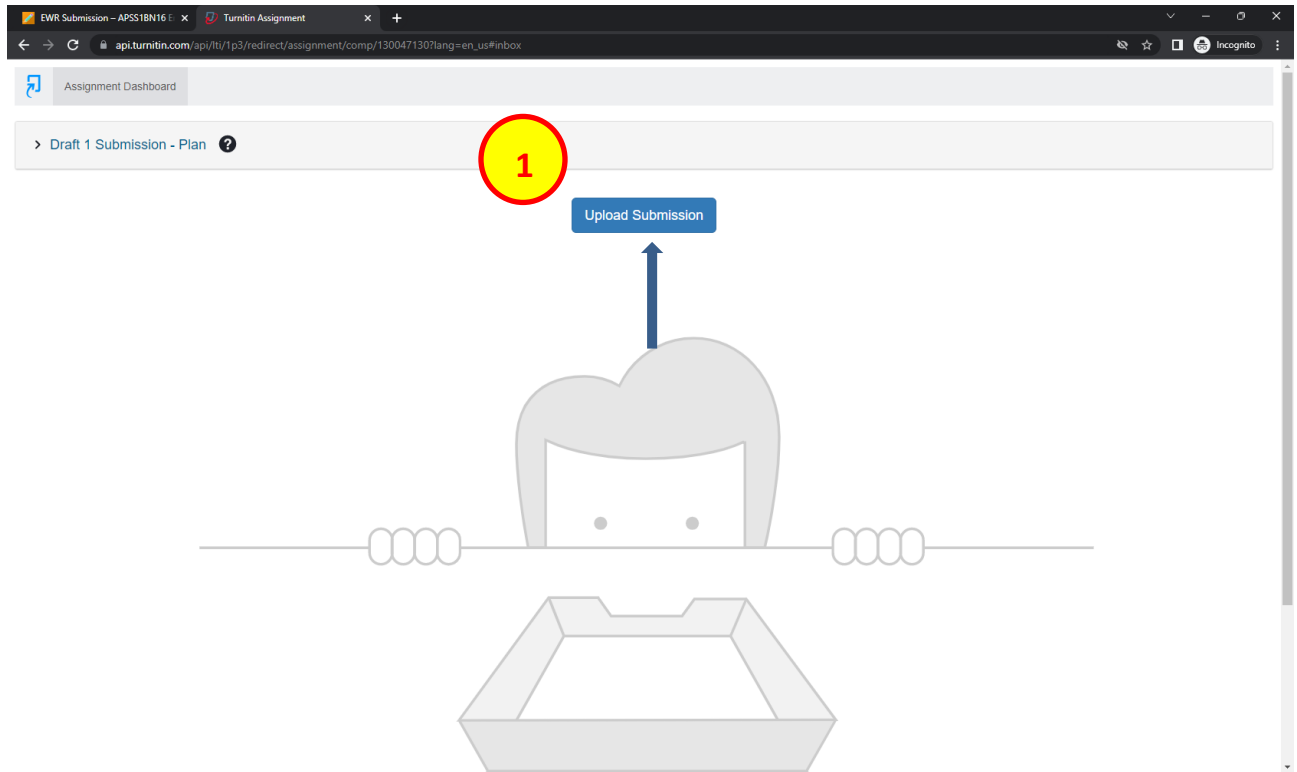 EWR Submission – APSS1BN16 E
Turnitin Assignment
api.turnitin.com/api/lti/1p3/redirect/assignment/comp/130047130?lang=en_us#inbox
Incognito
Assignment Dashboard
Draft 1 Submission - Plan ?
1
Upload Submission